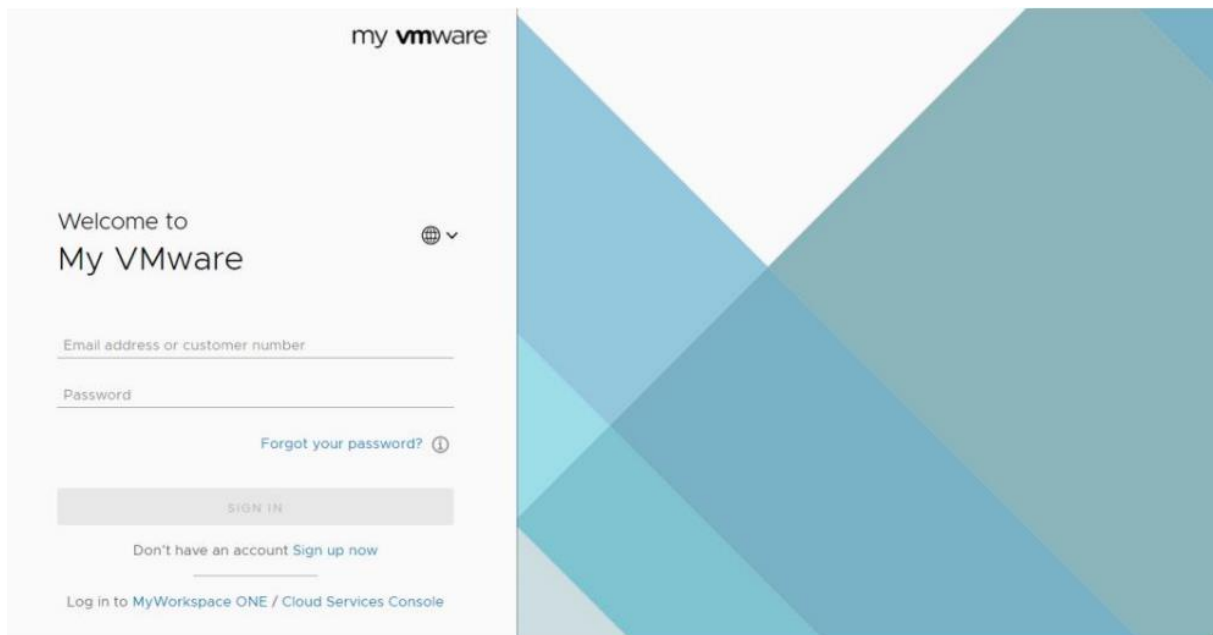 my vmware
Welcome to
My VMware
Email address or customer number
Password
Forgot your password?
SIGN IN
Don't have an account Sign up now
Log in to MyWorkspace ONE / Cloud Services Console